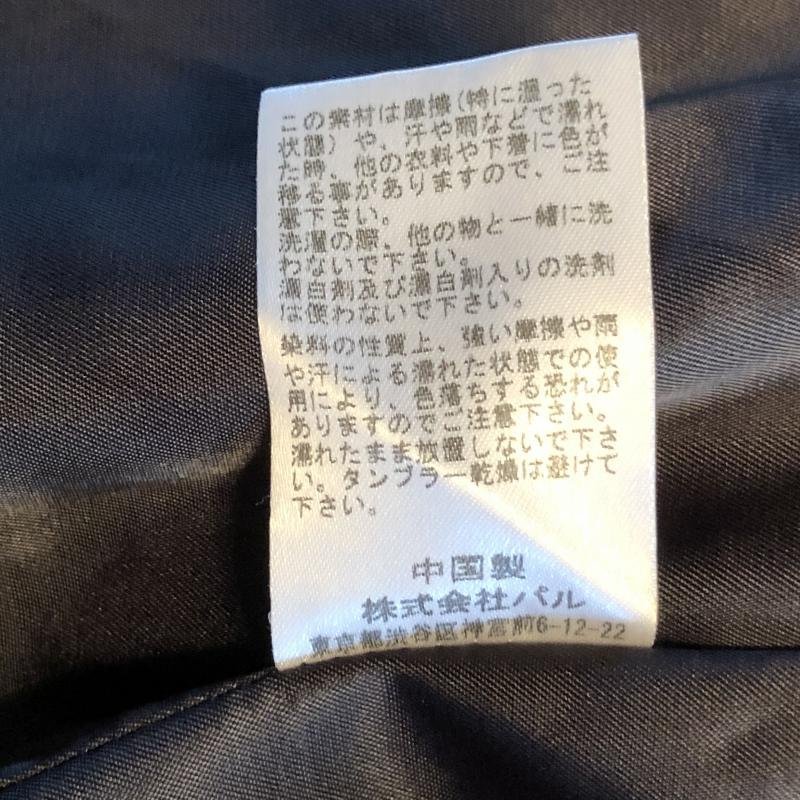 この素材は摩擦(特に湿った
状態)や、汗や雨などで濡れ
た時、他の衣料や下着に色が
移る事がありますので、ご注
意下さい。
洗濯の際、他の物と一緒に洗
わないで下さい。
漂白剤及び漂白剤入りの洗剤
は使わないで下さい。
染料の性質上、強い摩擦や雨
や汗による濡れた状態での使
用により、色落ちする恐れが
ありますのでご注意下さい。
濡れたまま放置しないで下さ
い。タンブラー乾燥は避けて
下さい。
中国製
株式会社パル
東京都渋谷区神宮前6-12-22